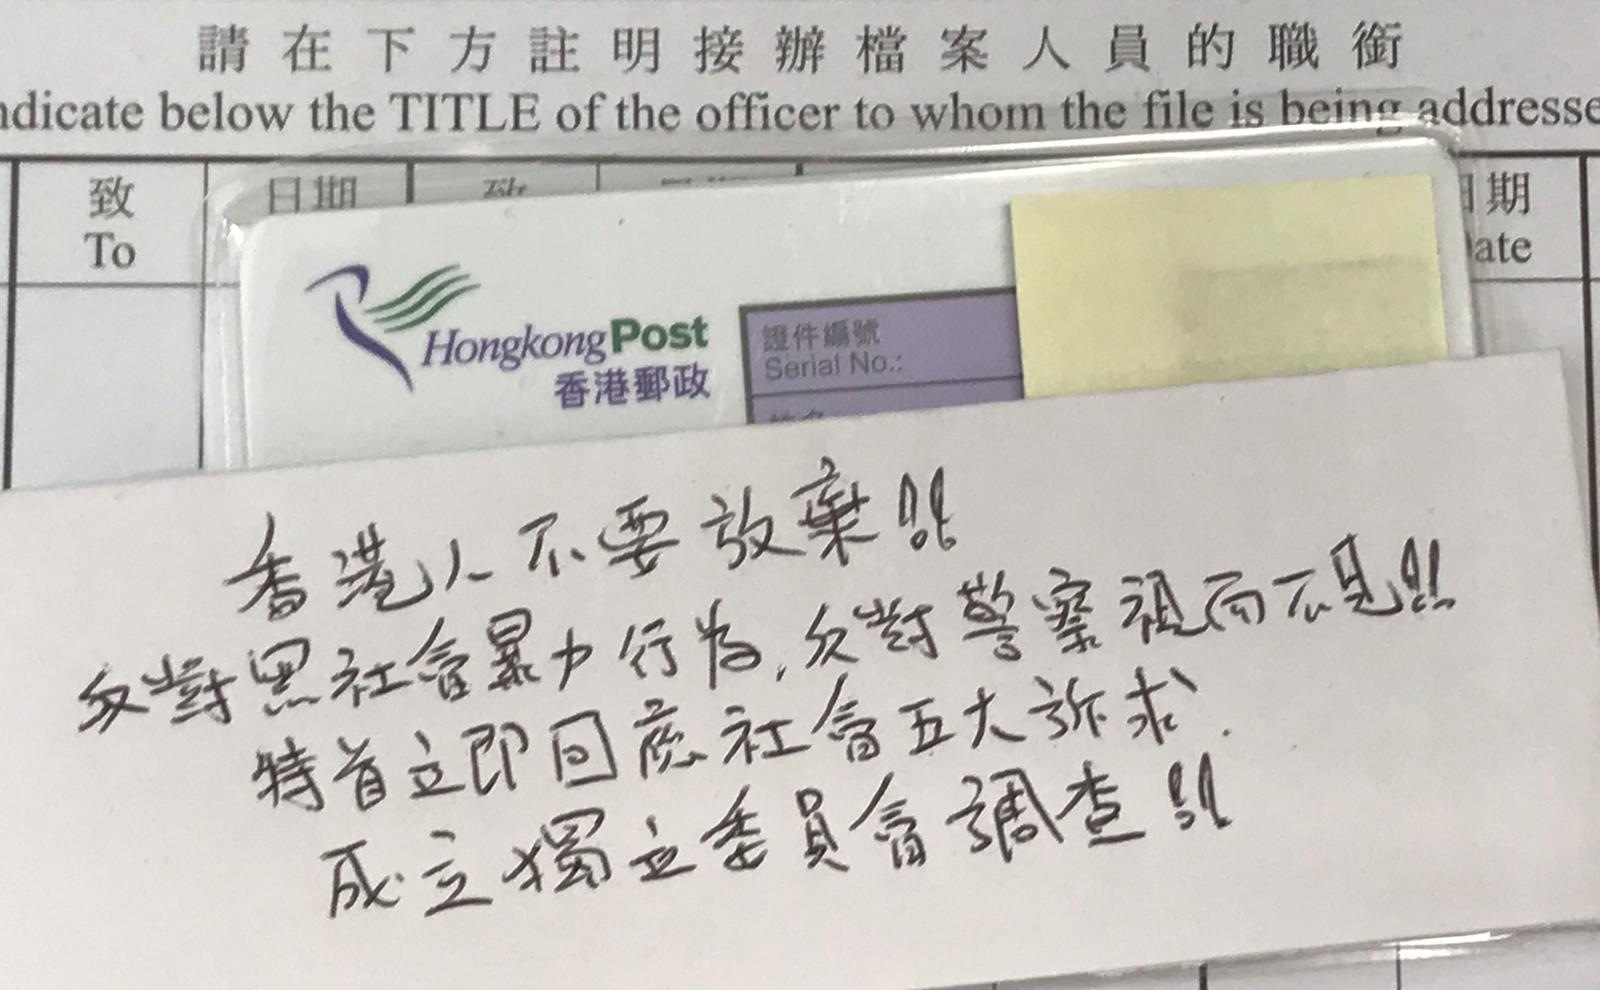 請在下方註明接辦檔案人員的職銜
ndicate below the TITLE of the officer to whom the file is being addresse
致 日期 致 期
To ate
HongkongPost
香港郵政
證件編號
Serial No.:
香港人不要放棄!!
反對黑社會暴力行為,反對警察視而不見!!
特首立即回應社會五大訴求.
成立獨立委員會調查!!